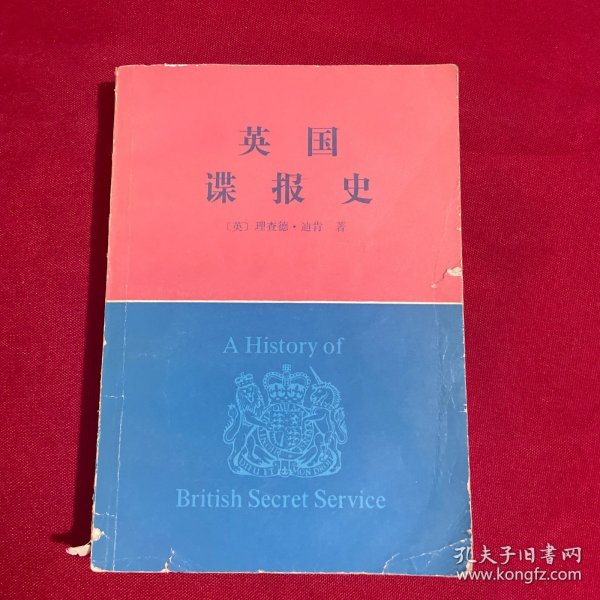 英国
谍报史
〔英〕理查德·迪肯 著
A History of
British Secret Service
孔夫子旧书网
www.kongfz.com